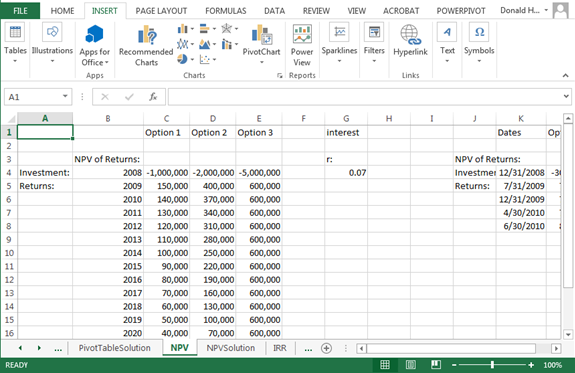 FILE HOME INSERT PAGE LAYOUT FORMULAS DATA REVIEW VIEW ACROBAT POWERPIVOT Donald H...
Tables Illustrations Apps for Office Recommended Charts PivotChart Power View Sparklines Filters Hyperlink Text Symbols
Apps Charts Reports Links
A1 fx
A B C D E F G H I J K
1 Option 1 Option 2 Option 3 interest Dates Op
2
3 NPV of Returns: r: NPV of Returns:
4 Investment: 2008 -1,000,000 -2,000,000 -5,000,000 0.07 Investme 12/31/2008 -30
5 Returns: 2009 150,000 400,000 600,000 Returns: 7/31/2009
6 2010 140,000 370,000 600,000 12/31/2009
7 2011 130,000 340,000 600,000 4/30/2010
8 2012 120,000 310,000 600,000 6/30/2010
9 2013 110,000 280,000 600,000
10 2014 100,000 250,000 600,000
11 2015 90,000 220,000 600,000
12 2016 80,000 190,000 600,000
13 2017 70,000 160,000 600,000
14 2018 60,000 130,000 600,000
15 2019 50,000 100,000 600,000
16 2020 40,000 70,000 600,000
... PivotTableSolution NPV NPVSolution IRR ...
READY 100%